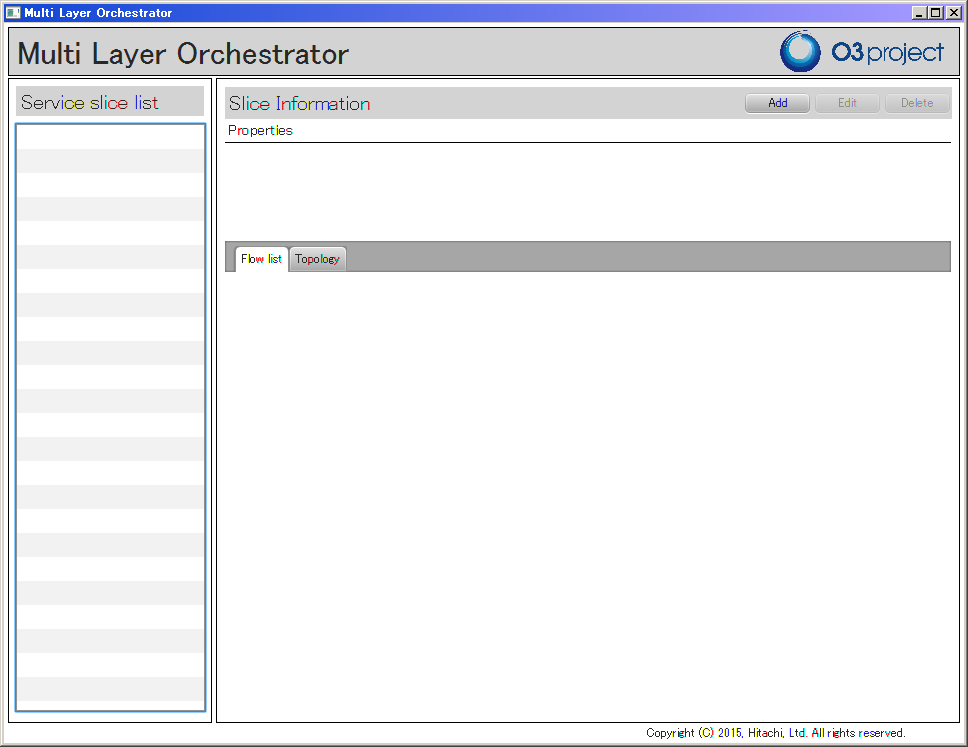 Multi Layer Orchestrator
Multi Layer Orchestrator
O3project
Service slice list
Slice Information
Add
Edit
Delete
Properties
Flow list
Topology
Copyright (C) 2015, Hitachi, Ltd. All rights reserved.